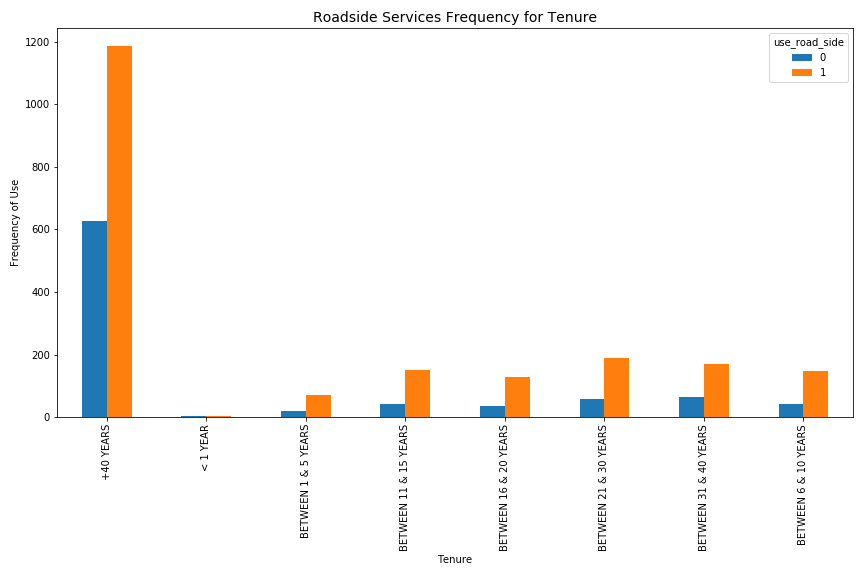 Roadside Services Frequency for Tenure
use_road_side
0
1
1200
1000
800
600
400
200
0
Frequency of Use
+40 YEARS
< 1 YEAR
BETWEEN 1 & 5 YEARS
BETWEEN 11 & 15 YEARS
BETWEEN 16 & 20 YEARS
BETWEEN 21 & 30 YEARS
BETWEEN 31 & 40 YEARS
BETWEEN 6 & 10 YEARS
Tenure